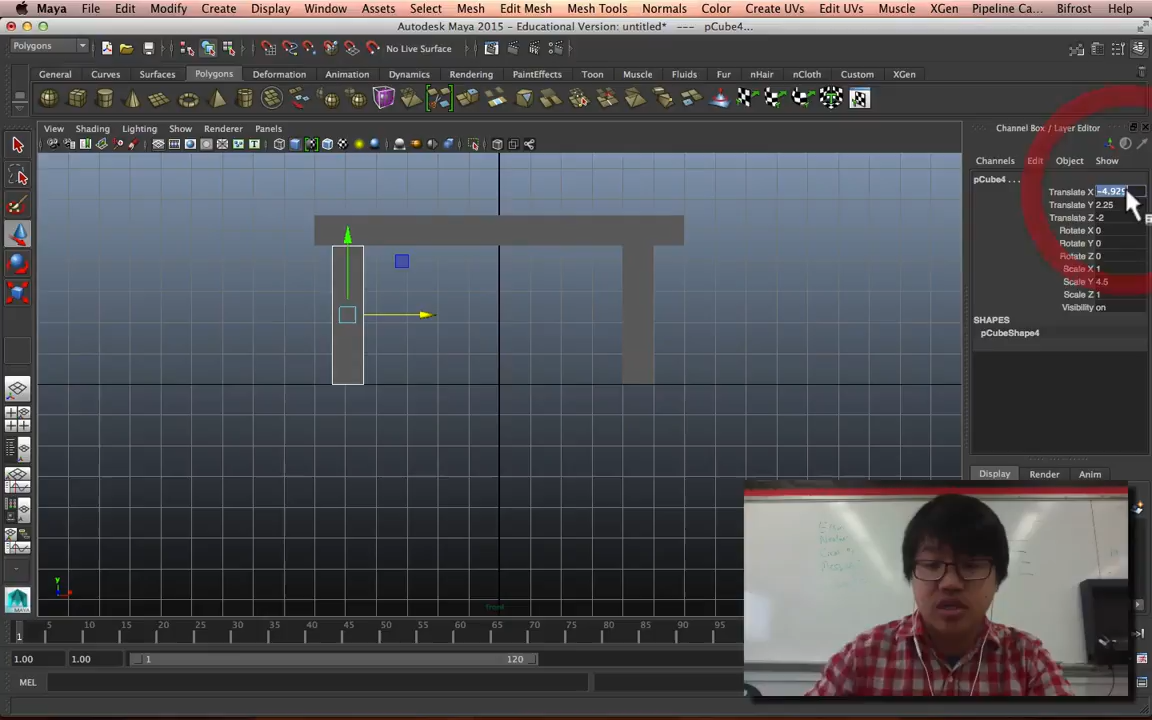 Maya File Edit Modify Create Display Window Assets Select Mesh Edit Mesh Mesh Tools Normals Color Create UVs Edit UVs Muscle XGen Pipeline Ca... Bifrost Help
Autodesk Maya 2015 - Educational Version: untitled* --- pCube4...
Polygons
No Live Surface
General Curves Surfaces Polygons Deformation Animation Dynamics Rendering PaintEffects Toon Muscle Fluids Fur nHair nCloth Custom XGen
View Shading Lighting Show Renderer Panels
Channel Box / Layer Editor
Channels Edit Object Show
pCube4 . . .
Translate X -4.929
Translate Y 2.25
Translate Z -2
Rotate X 0
Rotate Y 0
Rotate Z 0
Scale X 1
Scale Y 4.5
Scale Z 1
Visibility on
SHAPES
pCubeShape4
Display Render Anim
y
front
5 10 15 20 25 30 35 40 45 50 55 60 65 70 75 80 85 90 95
1
1.00 1.00 1 120
MEL